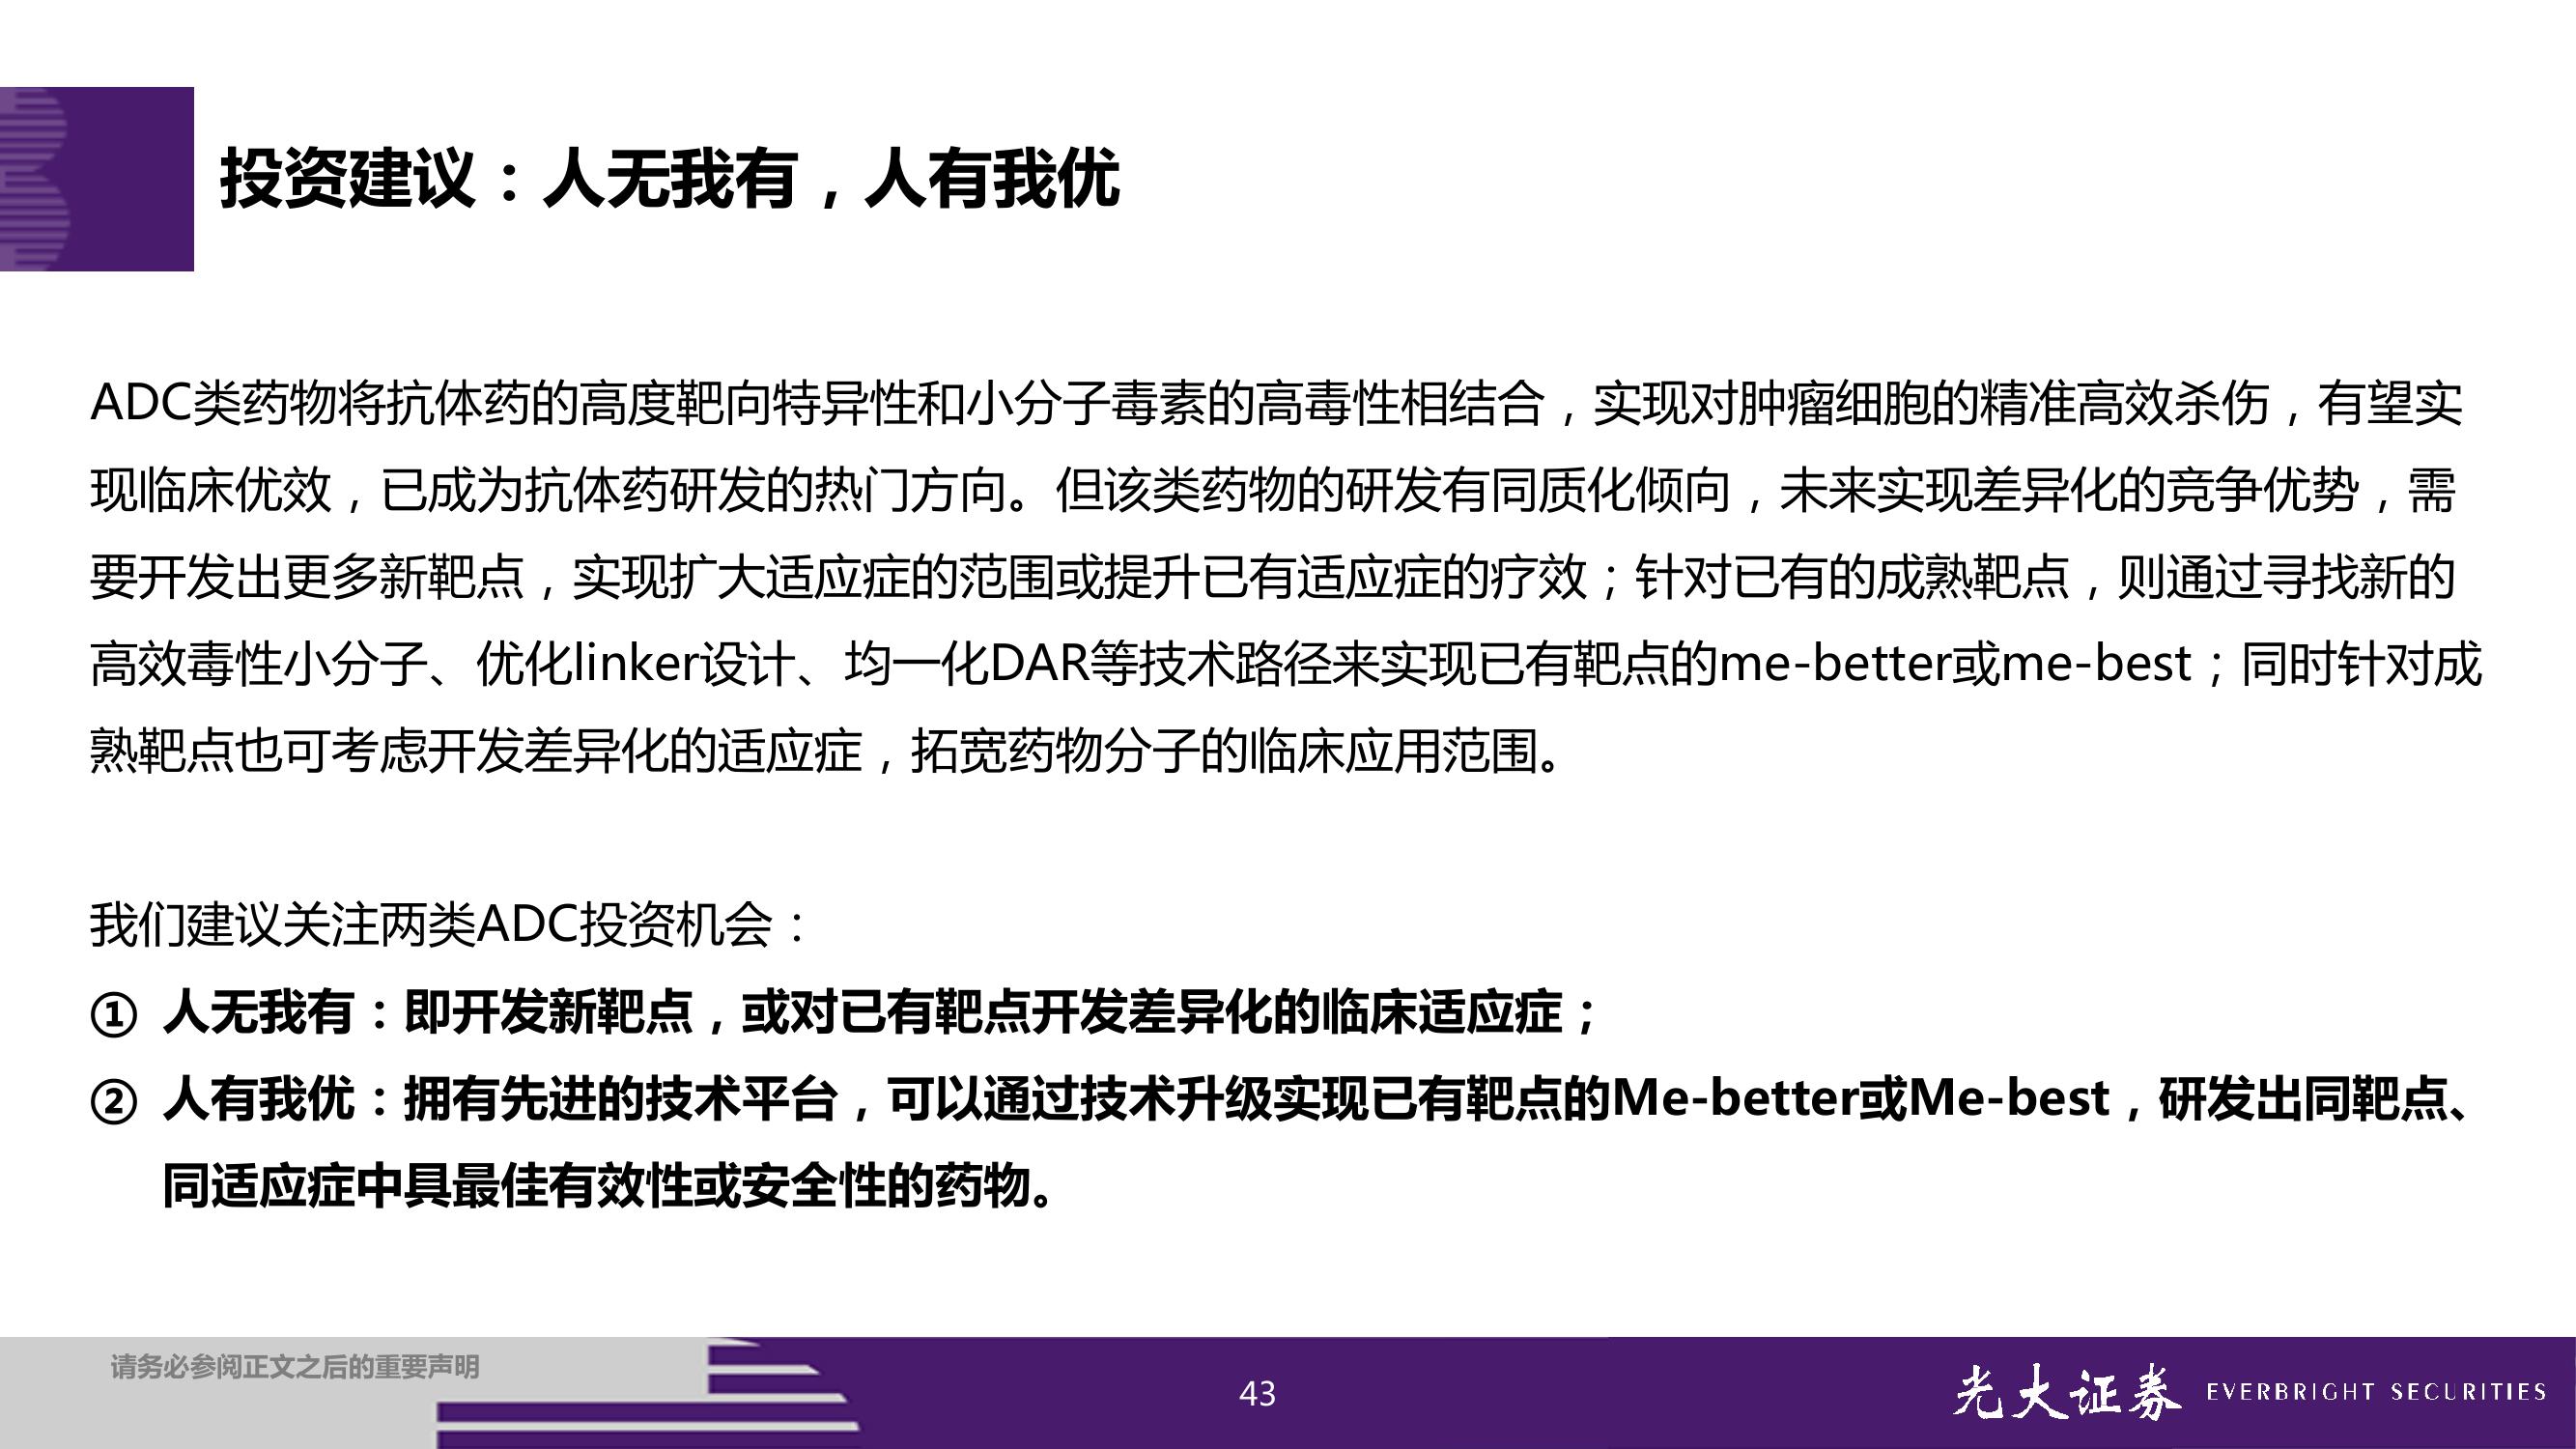 投资建议：人无我有，人有我优
ADC类药物将抗体药的高度靶向特异性和小分子毒素的高毒性相结合，实现对肿瘤细胞的精准高效杀伤，有望实
现临床优效，已成为抗体药研发的热门方向。但该类药物的研发有同质化倾向，未来实现差异化的竞争优势，需
要开发出更多新靶点，实现扩大适应症的范围或提升已有适应症的疗效；针对已有的成熟靶点，则通过寻找新的
高效毒性小分子、优化linker设计、均一化DAR等技术路径来实现已有靶点的me-better或me-best；同时针对成
熟靶点也可考虑开发差异化的适应症，拓宽药物分子的临床应用范围。
我们建议关注两类ADC投资机会：
① 人无我有：即开发新靶点，或对已有靶点开发差异化的临床适应症；
② 人有我优：拥有先进的技术平台，可以通过技术升级实现已有靶点的Me-better或Me-best，研发出同靶点、
同适应症中具最佳有效性或安全性的药物。
请务必参阅正文之后的重要声明
43
光大证券 EVERBRIGHT SECURITIES